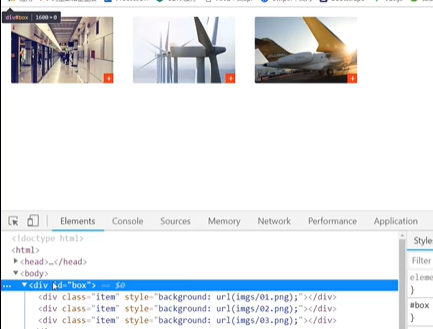 div#box | 1600×0
Elements Console Sources Memory Network Performance Application
<!doctype html>
<html>
▶<head>…</head>
▼<body>
… ▼<div id="box"> == $0
<div class="item" style="background: url(imgs/01.png);"></div>
<div class="item" style="background: url(imgs/02.png);"></div>
<div class="item" style="background: url(imgs/03.png);"></div>
Style
Filter
eleme
}
#box
}